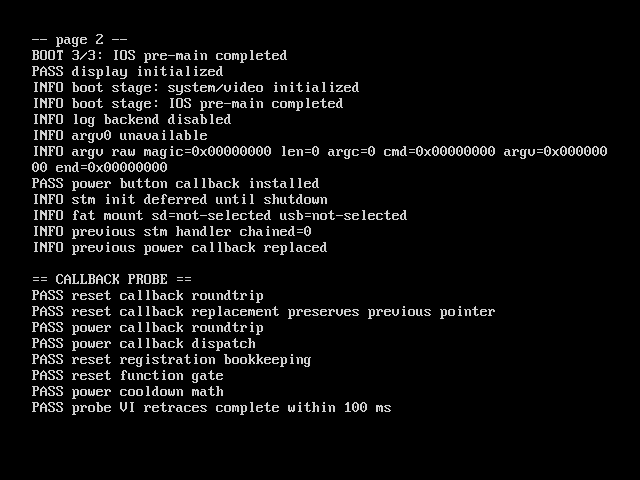 -- page 2 --
BOOT 3/3: IOS pre-main completed
PASS display initialized
INFO boot stage: system/video initialized
INFO boot stage: IOS pre-main completed
INFO log backend disabled
INFO argv0 unavailable
INFO argv raw magic=0x00000000 len=0 argc=0 cmd=0x00000000 argv=0x000000
00 end=0x00000000
PASS power button callback installed
INFO stm init deferred until shutdown
INFO fat mount sd=not-selected usb=not-selected
INFO previous stm handler chained=0
INFO previous power callback replaced
== CALLBACK PROBE ==
PASS reset callback roundtrip
PASS reset callback replacement preserves previous pointer
PASS power callback roundtrip
PASS power callback dispatch
PASS reset registration bookkeeping
PASS reset function gate
PASS power cooldown math
PASS probe VI retraces complete within 100 ms